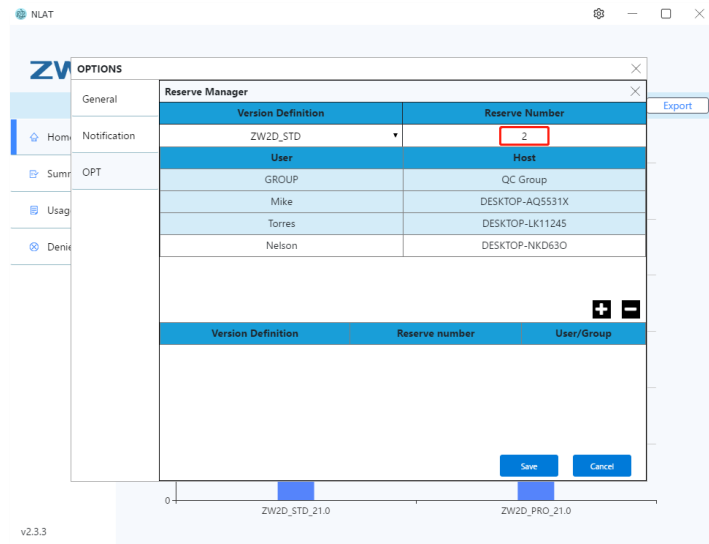 NLAT
ZW
OPTIONS
General
Notification
OPT
Reserve Manager
Version Definition Reserve Number
ZW2D_STD 2
User Host
GROUP QC Group
Mike DESKTOP-AQ5531X
Torres DESKTOP-LK11245
Nelson DESKTOP-NKD63O
Version Definition Reserve number User/Group
Save Cancel
Export
Hom
Sum
Usag
Denie
0
ZW2D_STD_21.0 ZW2D_PRO_21.0
v2.3.3